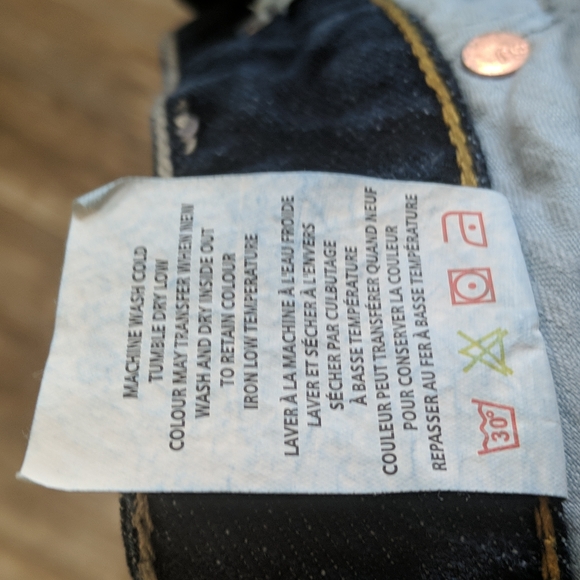 MACHINE WASH COLD
TUMBLE DRY LOW
COLOUR MAY TRANSFER WHEN NEW
WASH AND DRY INSIDE OUT
TO RETAIN COLOUR
IRON LOW TEMPERATURE
LAVER À LA MACHINE À L'EAU FROIDE
LAVER ET SÉCHER À L'ENVERS
SÉCHER PAR CULBUTAGE
À BASSE TEMPÉRATURE
COULEUR PEUT TRANSFÉRER QUAND NEUF
POUR CONSERVER LA COULEUR
REPASSER AU FER À BASSE TEMPÉRATURE
30°